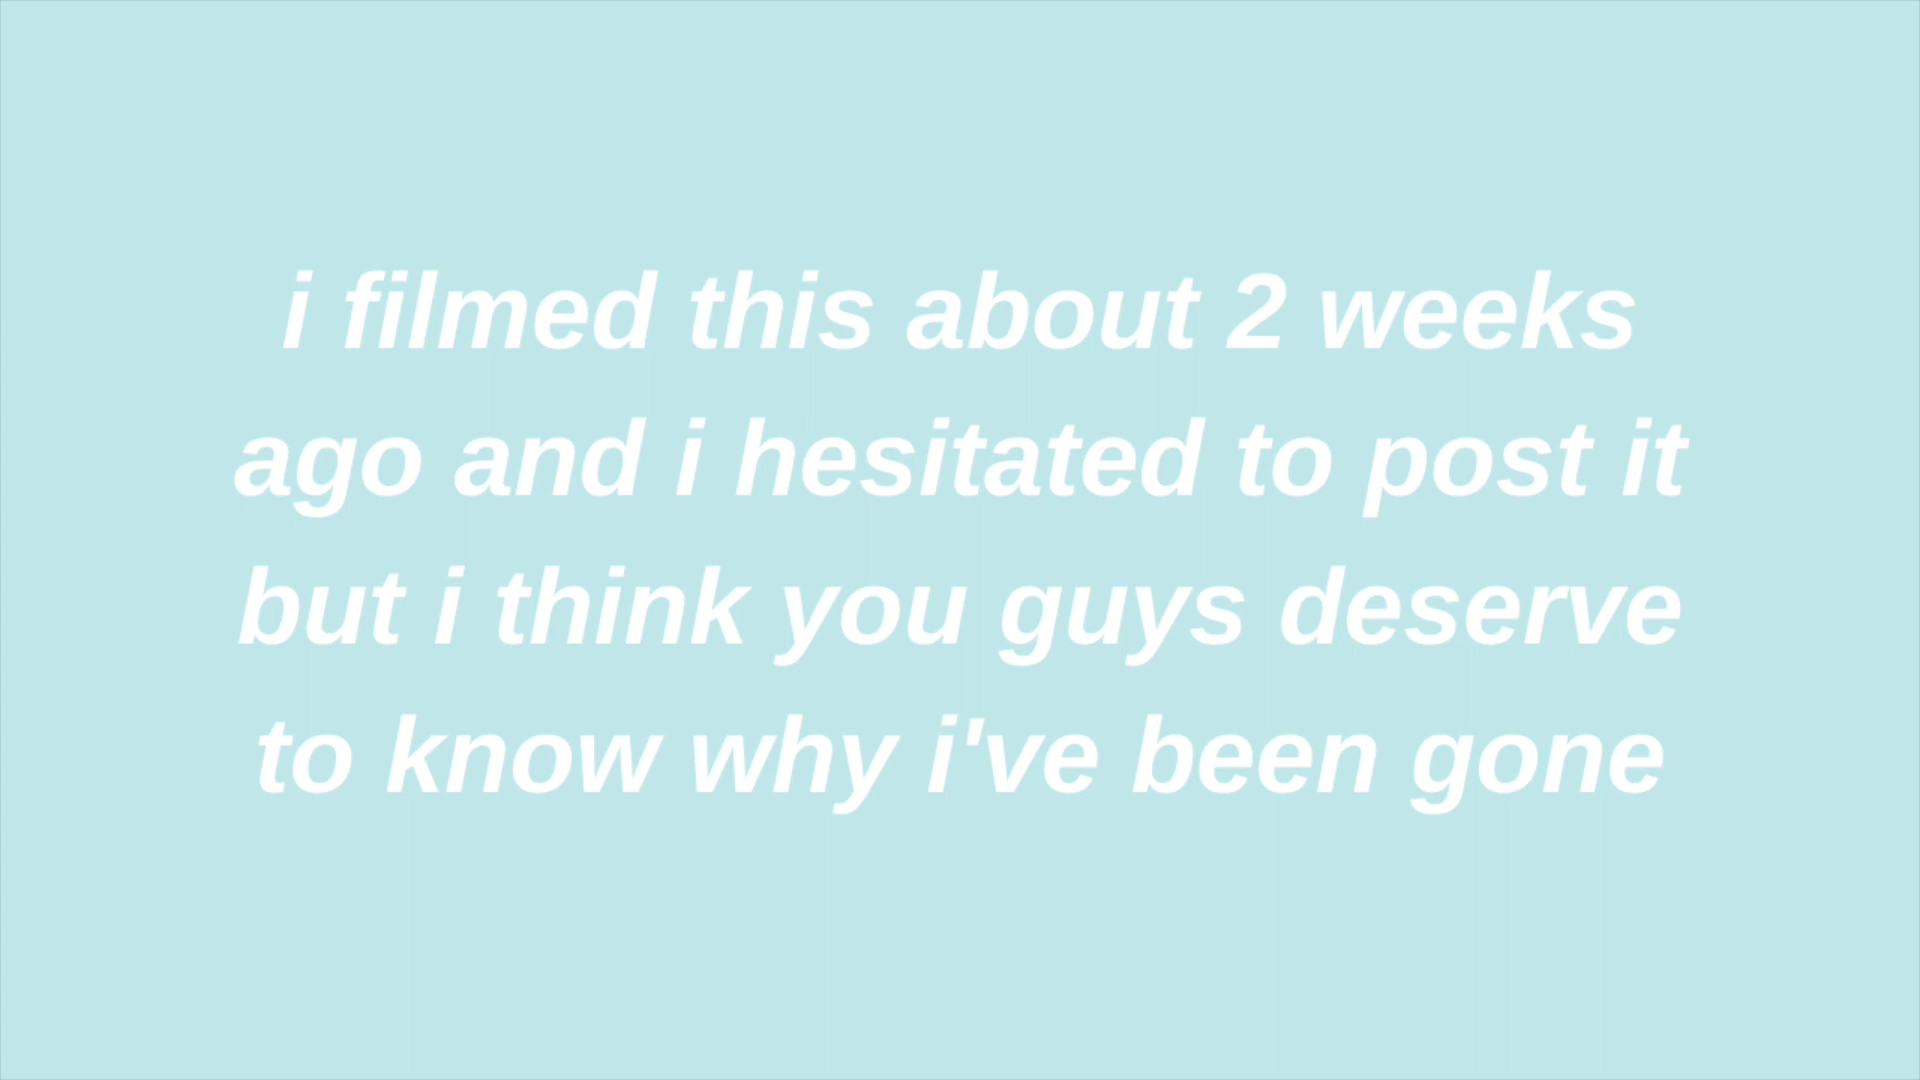 i filmed this about 2 weeks
ago and i hesitated to post it
but i think you guys deserve
to know why i've been gone